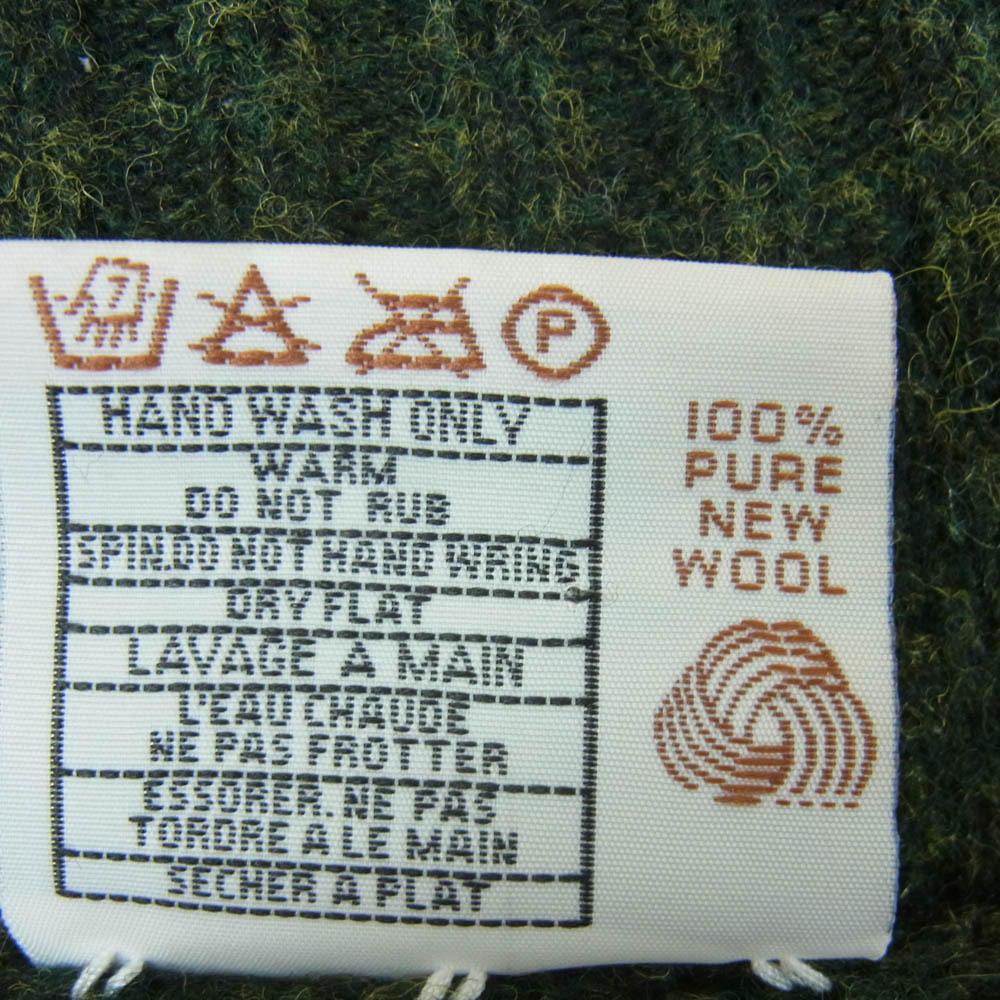 7
A
P
HAND WASH ONLY
WARM
DO NOT RUB
SPIN.DO NOT HAND WRING
DRY FLAT
LAVAGE A MAIN
L'EAU CHAUDE
NE PAS FROTTER
ESSORER. NE PAS
TORDRE A LE MAIN
SECHER A PLAT
100%
PURE
NEW
WOOL